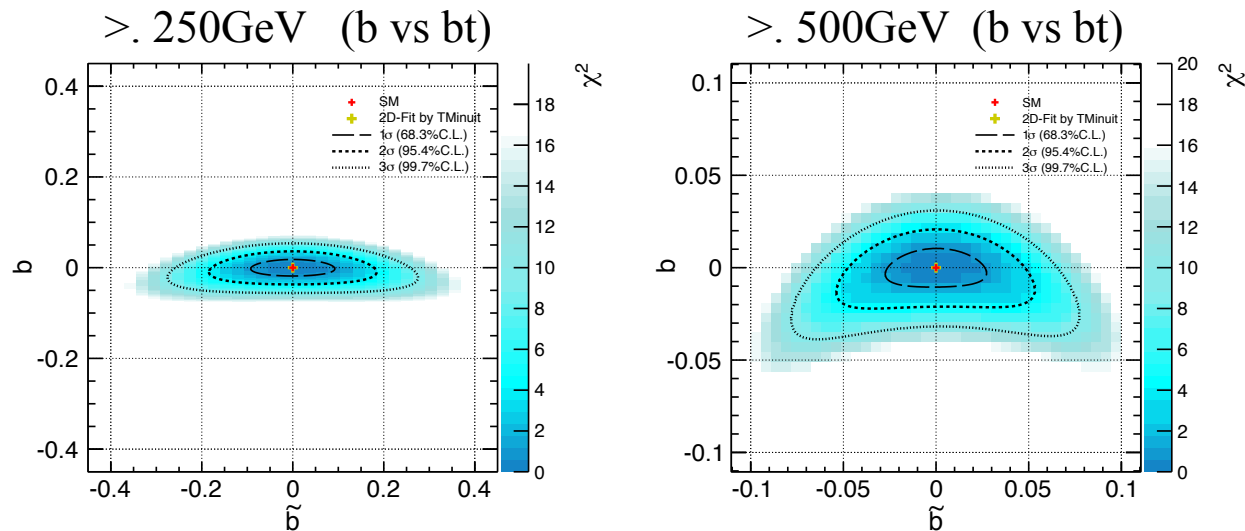 >. 250GeV (b vs bt)
0.4
0.2
0
-0.2
-0.4
b
-0.4
-0.2
0
0.2
0.4
b̃
SM
2D-Fit by TMinuit
1σ (68.3%C.L.)
2σ (95.4%C.L.)
3σ (99.7%C.L.)
χ²
18
16
14
12
10
8
6
4
2
0
>. 500GeV (b vs bt)
0.1
0.05
0
-0.05
-0.1
b
-0.1
-0.05
0
0.05
0.1
b̃
SM
2D-Fit by TMinuit
1σ (68.3%C.L.)
2σ (95.4%C.L.)
3σ (99.7%C.L.)
χ²
20
18
16
14
12
10
8
6
4
2
0